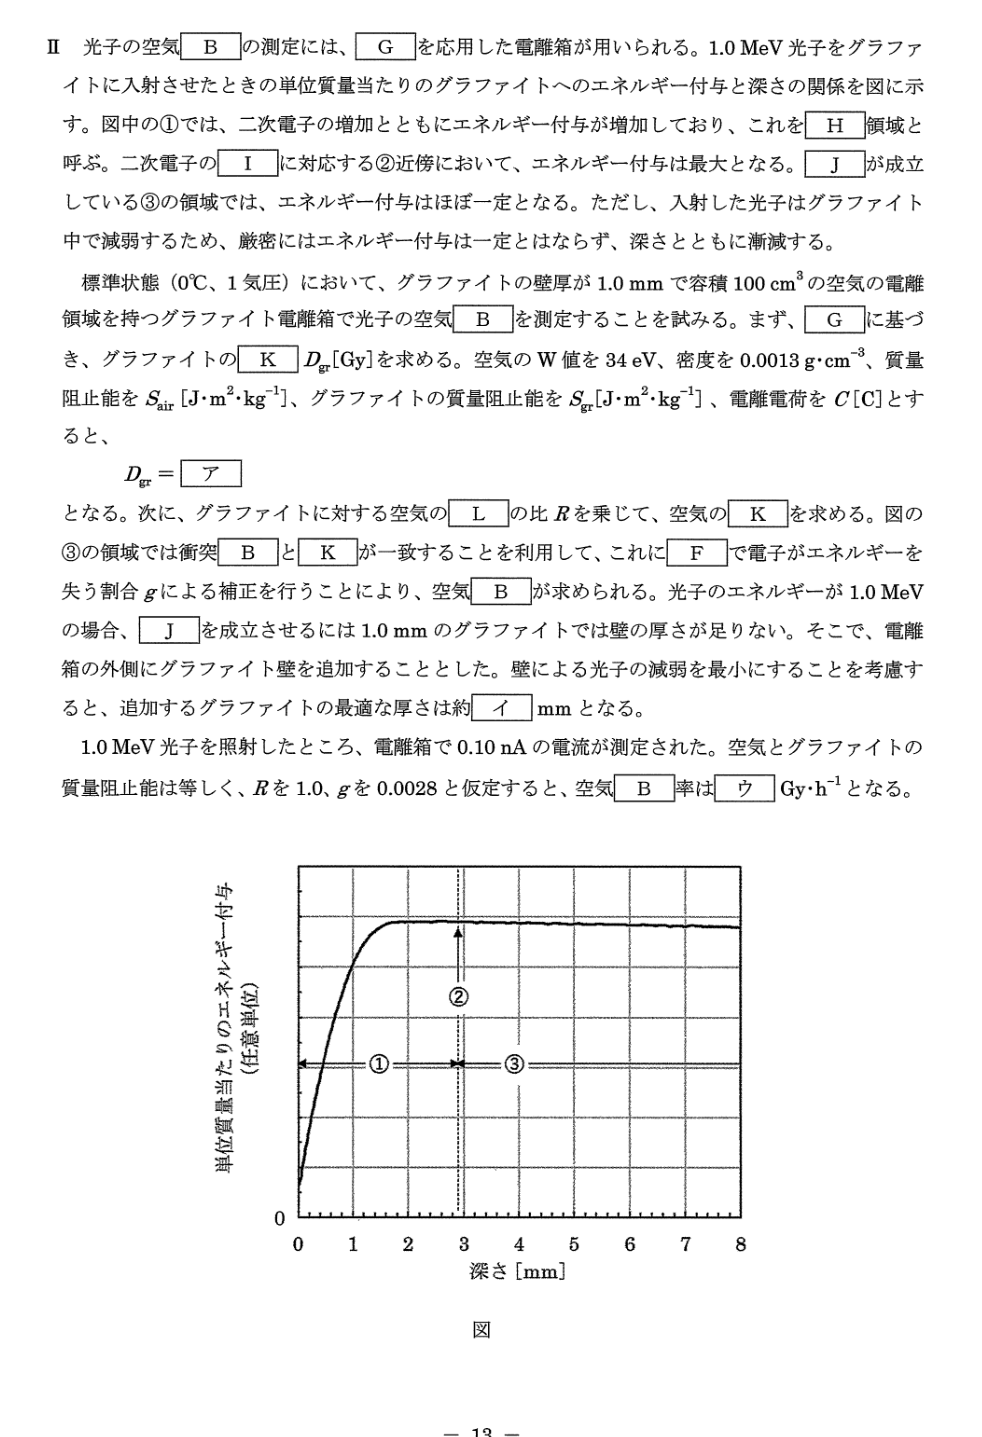 Ⅱ 光子の空気 B の測定には、 G を応用した電離箱が用いられる。1.0 MeV 光子をグラファ
イトに入射させたときの単位質量当たりのグラファイトへのエネルギー付与と深さの関係を図に示
す。図中の①では、二次電子の増加とともにエネルギー付与が増加しており、これを H 領域と
呼ぶ。二次電子の I に対応する②近傍において、エネルギー付与は最大となる。 J が成立
している③の領域では、エネルギー付与はほぼ一定となる。ただし、入射した光子はグラファイト
中で減弱するため、厳密にはエネルギー付与は一定とはならず、深さとともに漸減する。
標準状態（0℃、1 気圧）において、グラファイトの壁厚が 1.0 mm で容積 100 cm³ の空気の電離
領域を持つグラファイト電離箱で光子の空気 B を測定することを試みる。まず、 G に基づ
き、グラファイトの K D_gr[Gy]を求める。空気の W 値を 34 eV、密度を 0.0013 g·cm⁻³、質量
阻止能を S_air [J·m²·kg⁻¹]、グラファイトの質量阻止能を S_gr[J·m²·kg⁻¹] 、電離電荷を C [C]とす
ると、
D_gr = ア
となる。次に、グラファイトに対する空気の L の比 R を乗じて、空気の K を求める。図の
③の領域では衝突 B と K が一致することを利用して、これに F で電子がエネルギーを
失う割合 g による補正を行うことにより、空気 B が求められる。光子のエネルギーが 1.0 MeV
の場合、 J を成立させるには 1.0 mm のグラファイトでは壁の厚さが足りない。そこで、電離
箱の外側にグラファイト壁を追加することとした。壁による光子の減弱を最小にすることを考慮す
ると、追加するグラファイトの最適な厚さは約 イ mm となる。
1.0 MeV 光子を照射したところ、電離箱で 0.10 nA の電流が測定された。空気とグラファイトの
質量阻止能は等しく、R を 1.0、g を 0.0028 と仮定すると、空気 B 率は ウ Gy·h⁻¹ となる。
単位質量当たりのエネルギー付与
(任意単位)
②
① ③
0
0 1 2 3 4 5 6 7 8
深さ [mm]
図
— 13 —